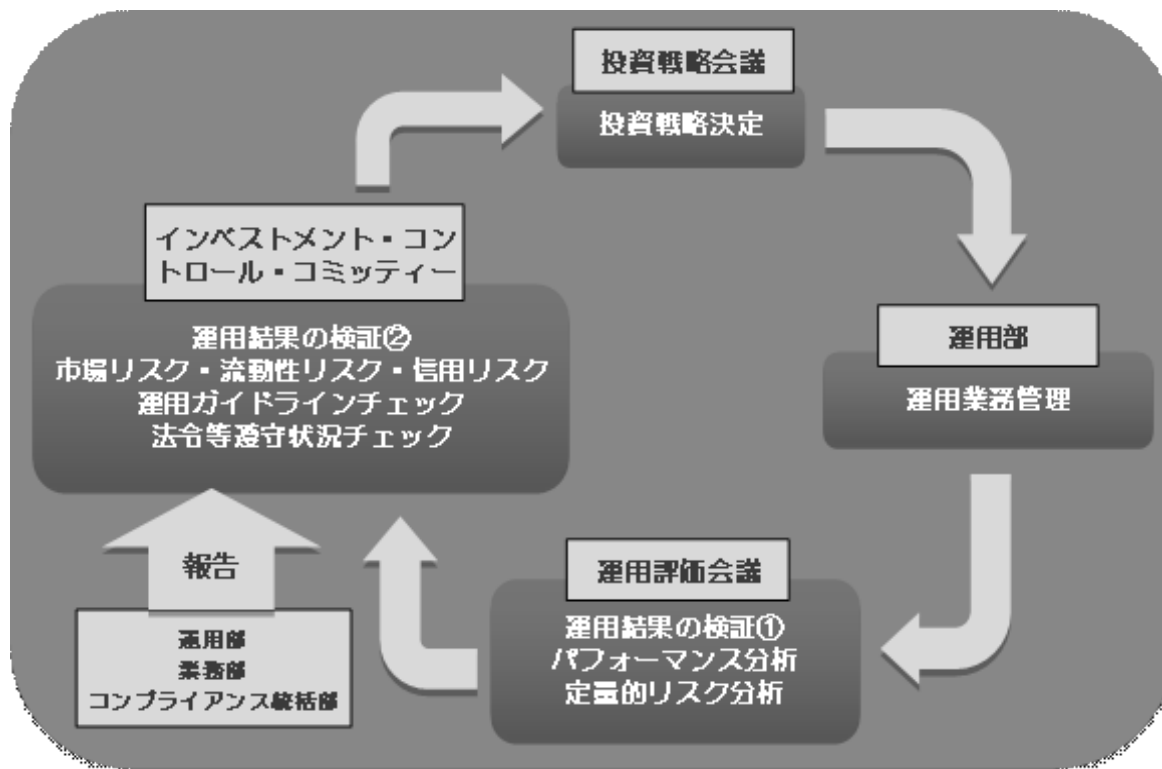 投資戦略会議
投資戦略決定
インベストメント・コン
トロール・コミッティー
運用結果の検証②
市場リスク・流動性リスク・信用リスク
運用ガイドラインチェック
法令等遵守状況チェック
運用部
運用業務管理
運用評価会議
運用結果の検証①
パフォーマンス分析
定量的リスク分析
報告
運用部
業務部
コンプライアンス統括部